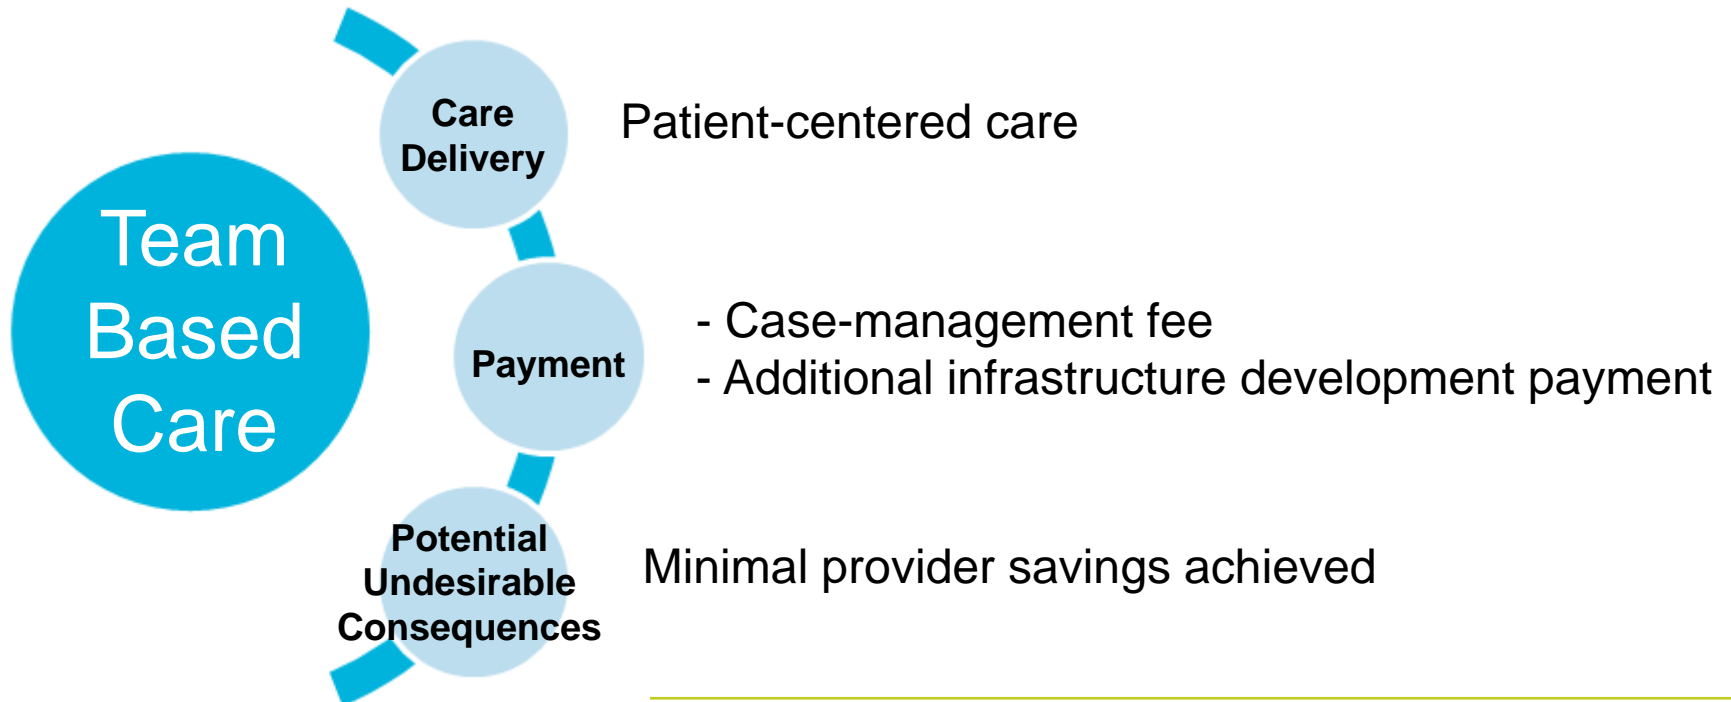 Team
Based
Care
Care
Delivery
Patient-centered care
Payment
- Case-management fee
- Additional infrastructure development payment
Potential
Undesirable
Consequences
Minimal provider savings achieved